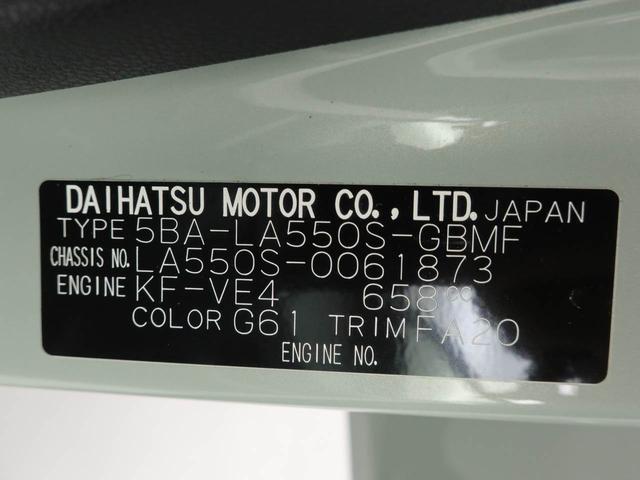 DAIHATSU MOTOR CO., LTD. JAPAN
TYPE 5BA-LA550S-GBMF
CHASSIS NO. LA550S-0061873
ENGINE KF-VE4 658cc
COLOR G61 TRIM FA20
ENGINE NO.